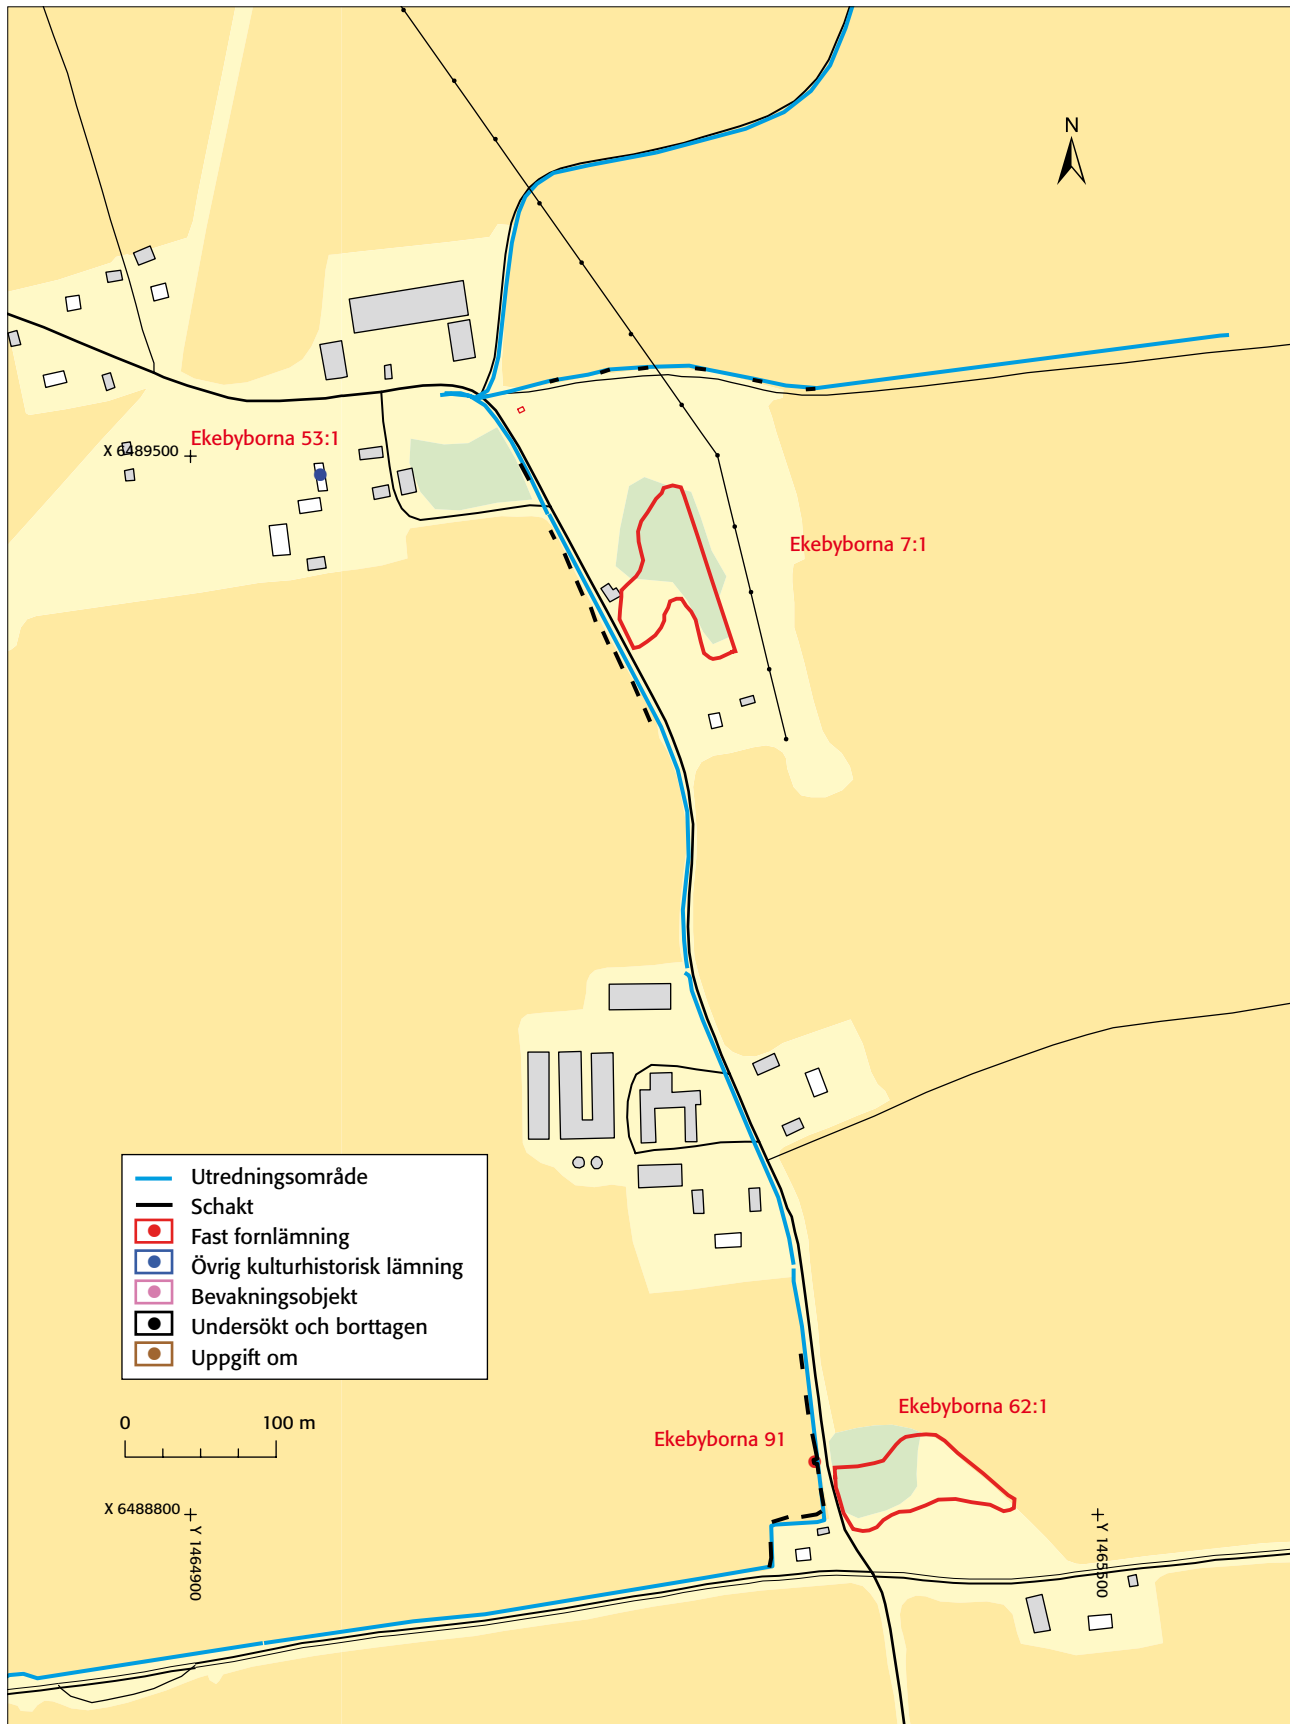 N
Ekebyborna 53:1
X 6489500
Ekebyborna 7:1
Utredningsområde
Schakt
Fast fornlämning
Övrig kulturhistorisk lämning
Bevakningsobjekt
Undersökt och borttagen
Uppgift om
0 100 m
Ekebyborna 62:1
Ekebyborna 91
X 6488800
Y 1464900
Y 1465500